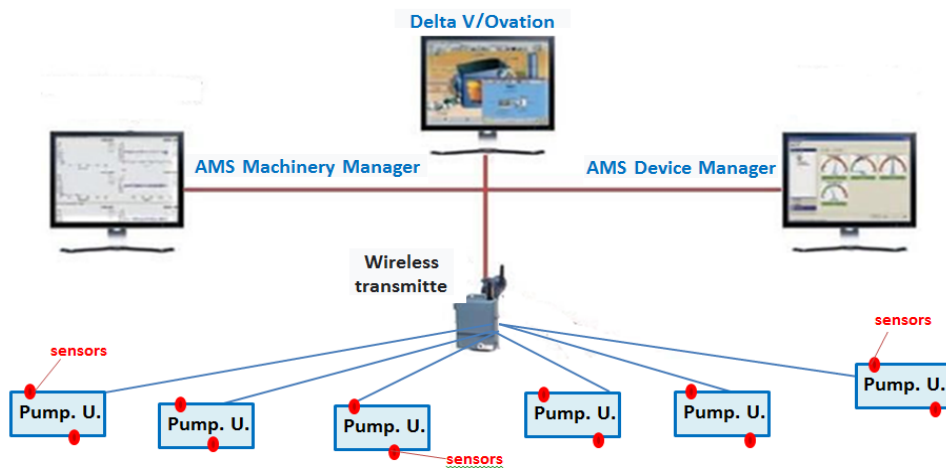 Delta V/Ovation
AMS Machinery Manager
AMS Device Manager
Wireless
transmitte
sensors
sensors
Pump. U.
Pump. U.
Pump. U.
Pump. U.
Pump. U.
Pump. U.
sensors